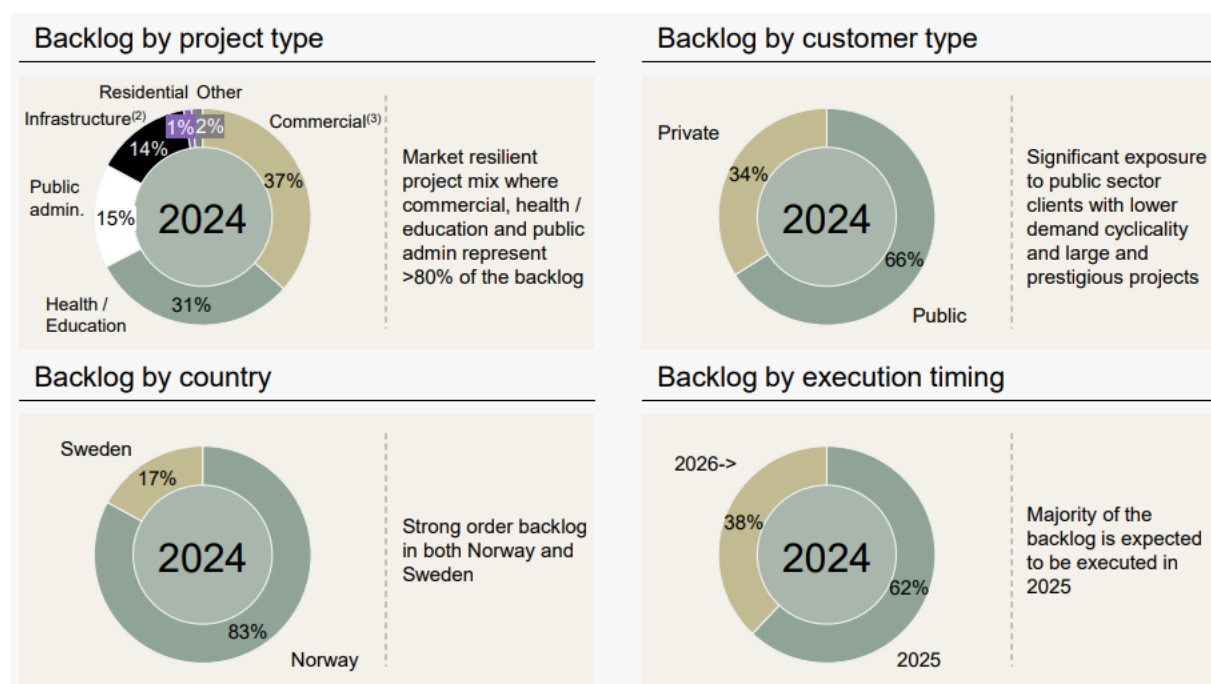 Backlog by project type
Residential Other
Infrastructure(2)
Commercial(3)
1% 2%
14%
37%
Public
admin.
15%
2024
31%
Health /
Education
Market resilient
project mix where
commercial, health /
education and public
admin represent
>80% of the backlog
Backlog by customer type
Private
34%
2024
66%
Public
Significant exposure
to public sector
clients with lower
demand cyclicality
and large and
prestigious projects
Backlog by country
Sweden
17%
2024
83%
Norway
Strong order backlog
in both Norway and
Sweden
Backlog by execution timing
2026->
38%
2024
62%
2025
Majority of the
backlog is expected
to be executed in
2025